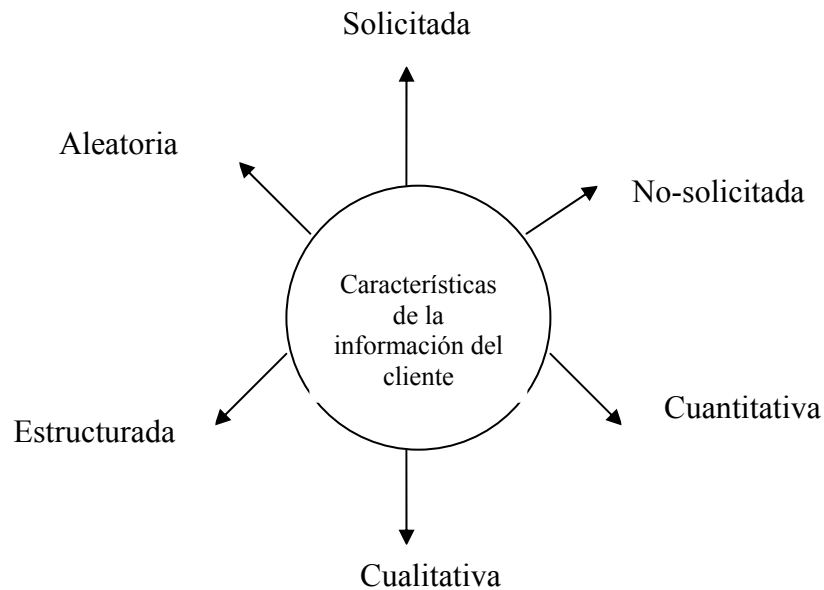 Solicitada
Aleatoria
No-solicitada
Características
de la
información del
cliente
Estructurada
Cuantitativa
Cualitativa